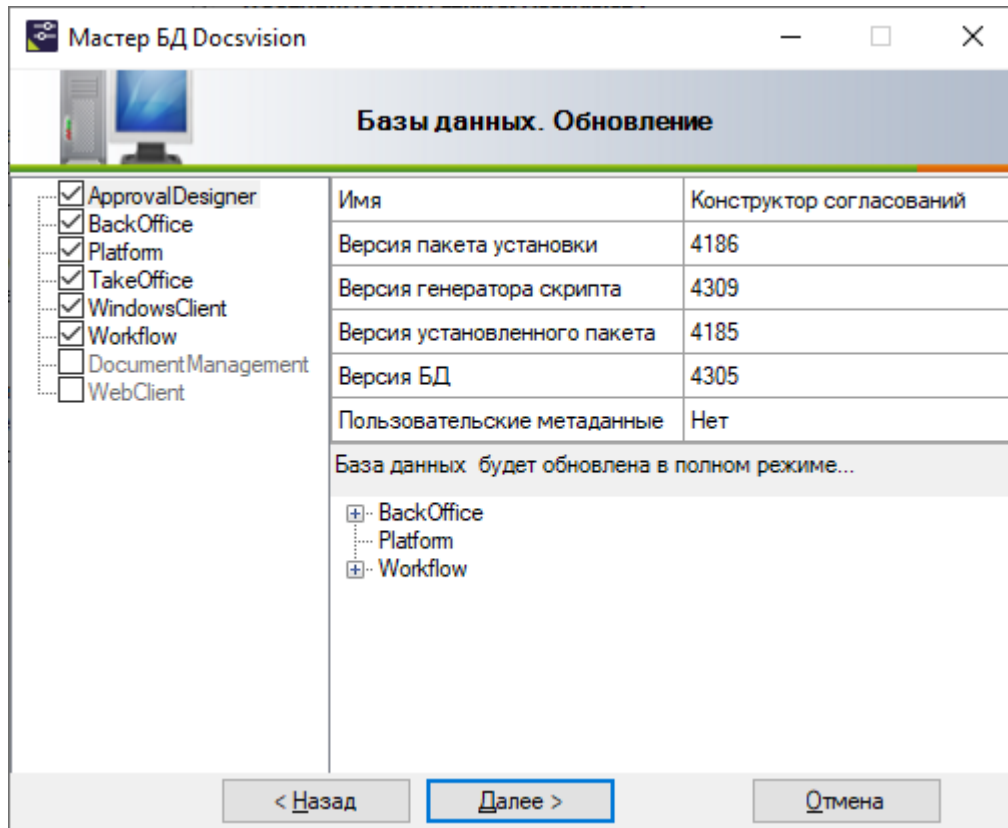 Мастер БД Docsvision
Базы данных. Обновление
ApprovalDesigner
BackOffice
Platform
TakeOffice
WindowsClient
Workflow
DocumentManagement
WebClient
Имя Конструктор согласований
Версия пакета установки 4186
Версия генератора скрипта 4309
Версия установленного пакета 4185
Версия БД 4305
Пользовательские метаданные Нет
База данных будет обновлена в полном режиме...
BackOffice
Platform
Workflow
< Назад Далее > Отмена